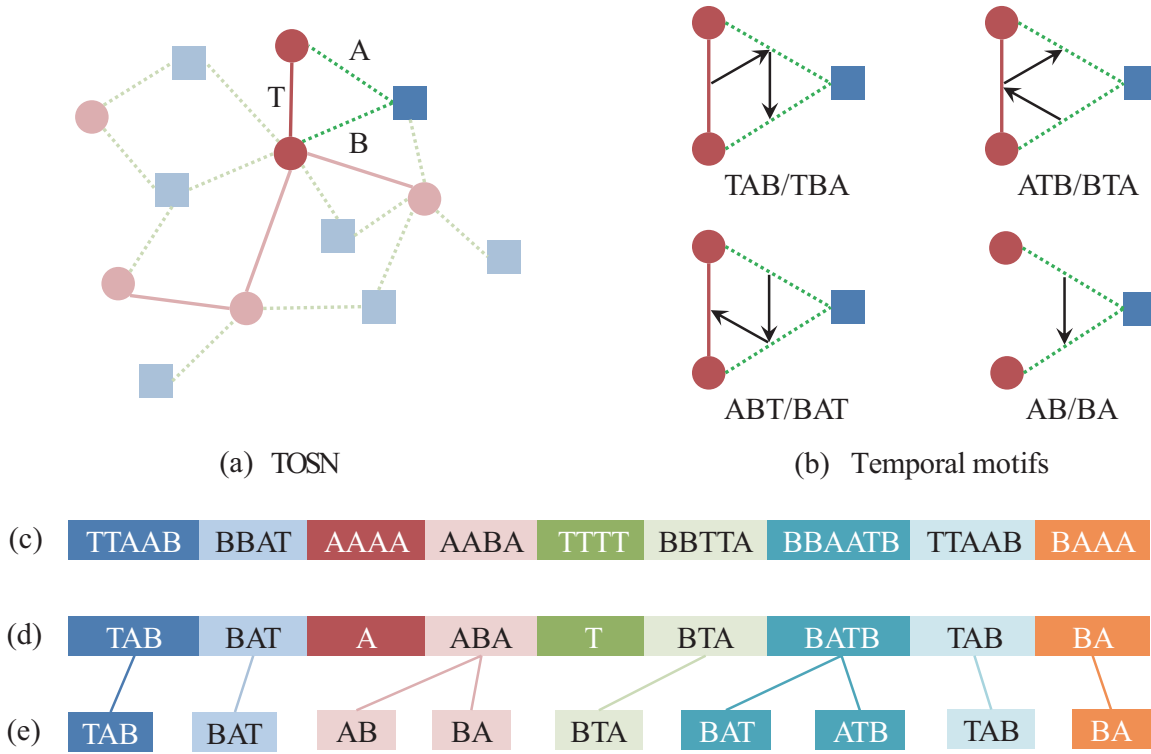 A
T
B
TAB/TBA
ATB/BTA
ABT/BAT
AB/BA
(a) TOSN
(b) Temporal motifs
(c) TTAAB BBAT AAAA AABA TTTT BBTTA BBAATB TTAAB BAAA
(d) TAB BAT A ABA T BTA BATB TAB BA
(e) TAB BAT AB BA BTA BAT ATB TAB BA